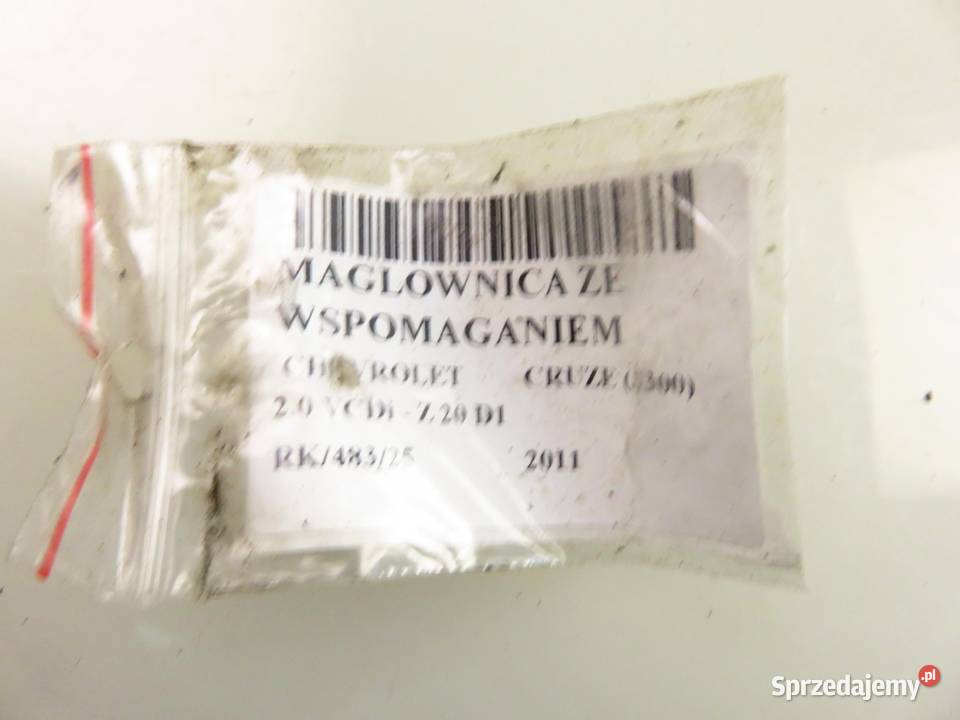 MAGLOWNICA ZE
WSPOMAGANIEM
CHEVROLET CRUZE (J300)
2.0 VCDi - Z 20 D1
RK/483/25 2011
Sprzedajemy.pl